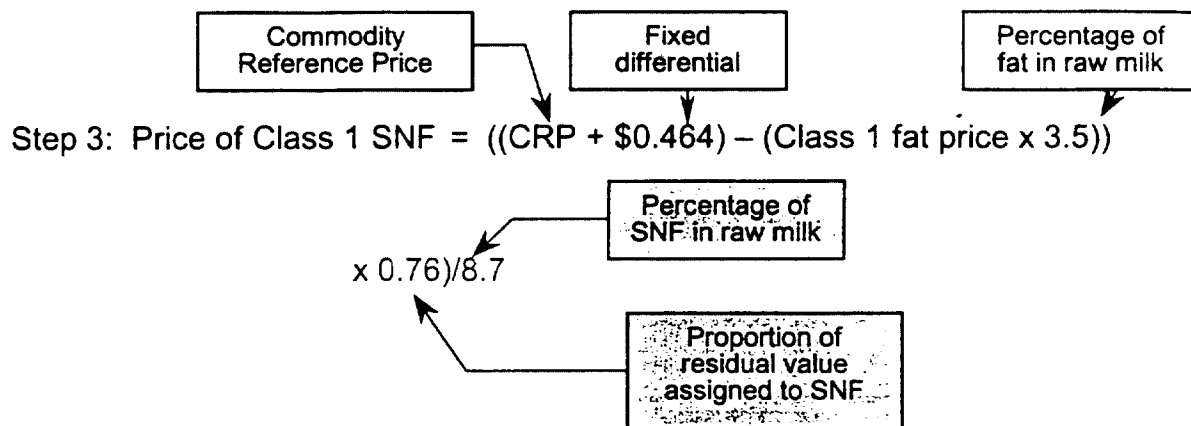 Commodity
Reference Price
Fixed
differential
Percentage of
fat in raw milk
Step 3: Price of Class 1 SNF = ((CRP + $0.464) – (Class 1 fat price x 3.5))
Percentage of
SNF in raw milk
x 0.76)/8.7
Proportion of
residual value
assigned to SNF